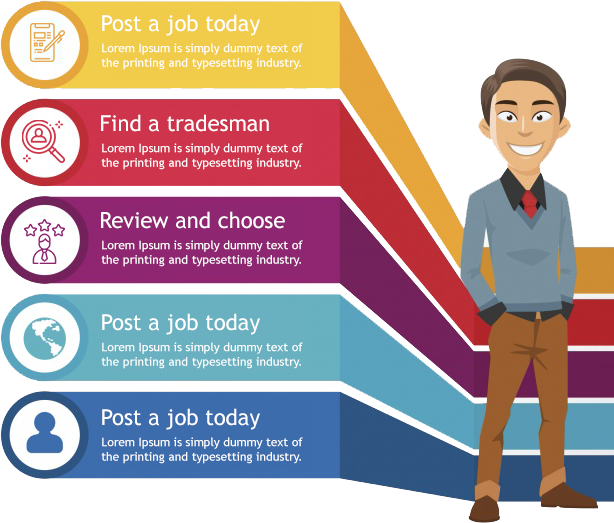 Post a job today
Lorem Ipsum is simply dummy text of
the printing and typesetting industry.
Find a tradesman
Lorem Ipsum is simply dummy text of
the printing and typesetting industry.
Review and choose
Lorem Ipsum is simply dummy text of
the printing and typesetting industry.
Post a job today
Lorem Ipsum is simply dummy text of
the printing and typesetting industry.
Post a job today
Lorem Ipsum is simply dummy text of
the printing and typesetting industry.